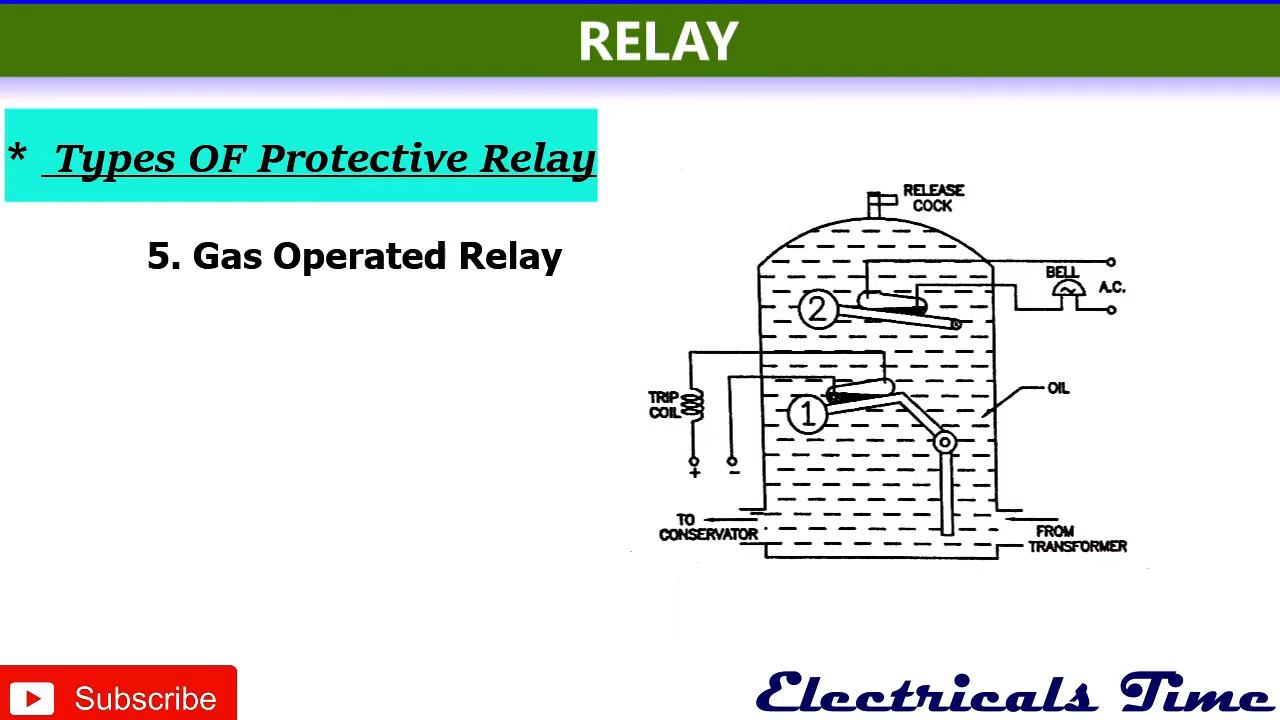 RELAY
* Types OF Protective Relay
5. Gas Operated Relay
RELEASE
COCK
BELL
A.C.
2
OIL
TRIP
COIL
1
+ -
TO
CONSERVATOR
FROM
TRANSFORMER
Subscribe
Electricals Time